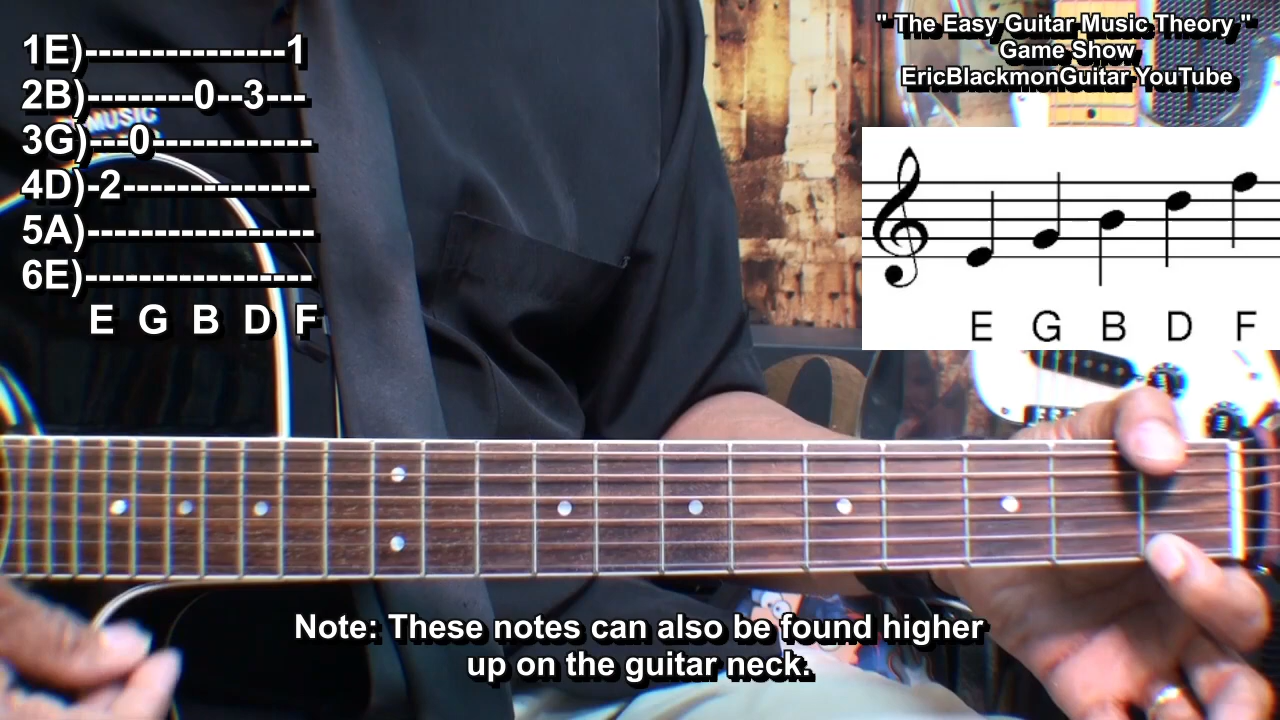 1E)---------------1
2B)--------0--3---
MUSIC
3G)---0------------
4D)-2--------------
5A)-----------------
6E)-----------------
E G B D F
" The Easy Guitar Music Theory "
Game Show
EricBlackmonGuitar YouTube
E G B D F
Note: These notes can also be found higher
up on the guitar neck.